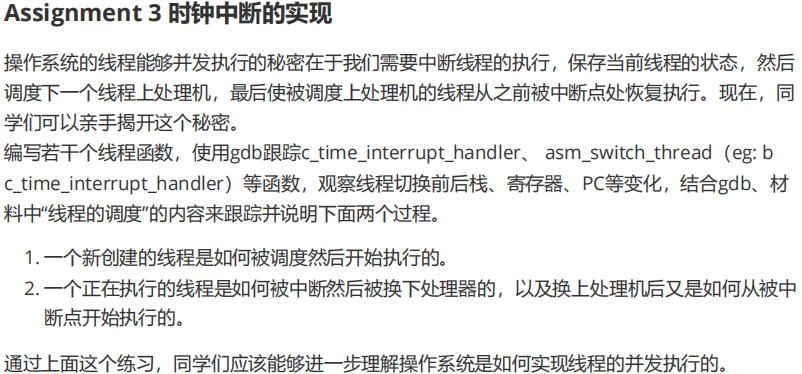 Assignment 3 时钟中断的实现
操作系统的线程能够并发执行的秘密在于我们需要中断线程的执行，保存当前线程的状态，然后
调度下一个线程上处理机，最后使被调度上处理机的线程从之前被中断点处恢复执行。现在，同
学们可以亲手揭开这个秘密。
编写若干个线程函数，使用gdb跟踪c_time_interrupt_handler、 asm_switch_thread（eg: b
c_time_interrupt_handler）等函数，观察线程切换前后栈、寄存器、PC等变化，结合gdb、材
料中“线程的调度”的内容来跟踪并说明下面两个过程。
1. 一个新创建的线程是如何被调度然后开始执行的。
2. 一个正在执行的线程是如何被中断然后被换下处理器的，以及换上处理机后又是如何从被中
断点开始执行的。
通过上面这个练习，同学们应该能够进一步理解操作系统是如何实现线程的并发执行的。